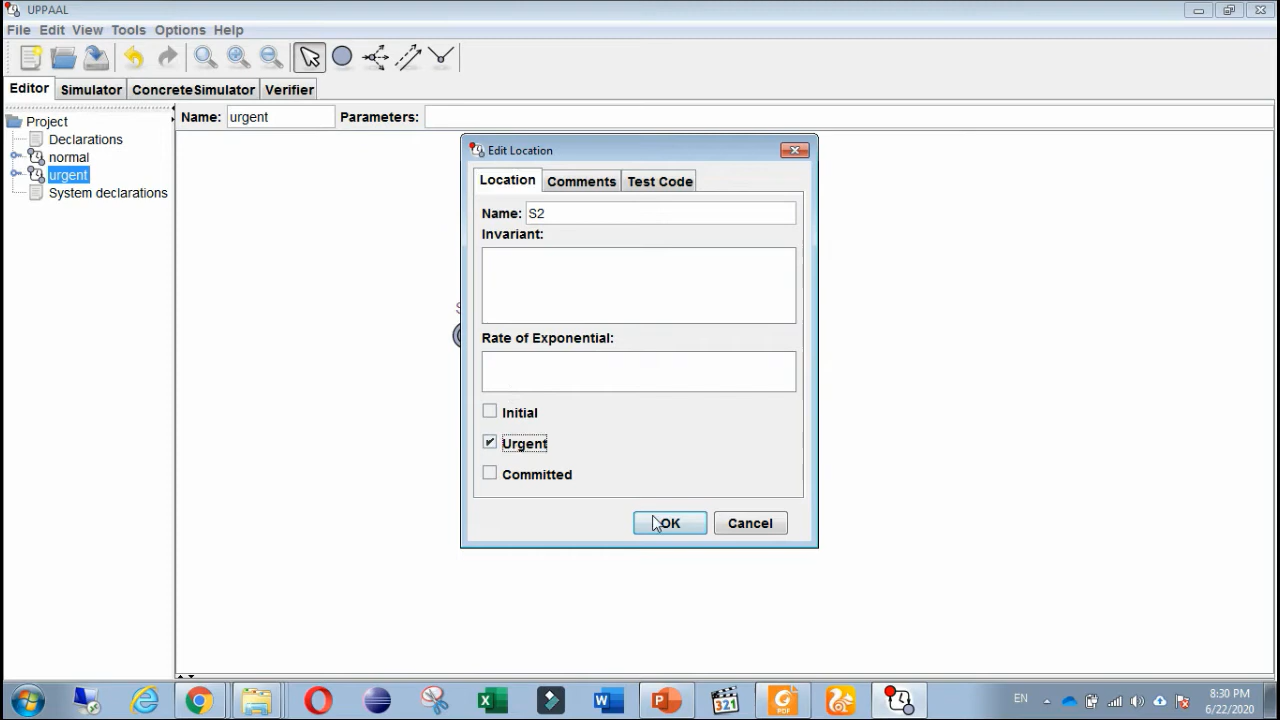 UPPAAL
File Edit View Tools Options Help
Editor Simulator ConcreteSimulator Verifier
Name: urgent Parameters:
Project
Declarations
normal
urgent
System declarations
Edit Location
Location Comments Test Code
Name: S2
Invariant:
Rate of Exponential:
Initial
Urgent
Committed
OK Cancel
321
PDF
EN
8:30 PM
6/22/2020